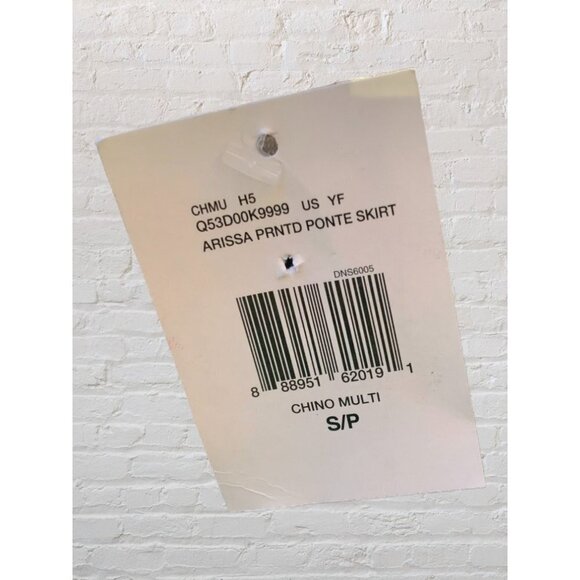 CHMU H5
Q53D00K9999 US YF
ARISSA PRNTD PONTE SKIRT
DNS6005
8 88951 62019 1
CHINO MULTI
S/P